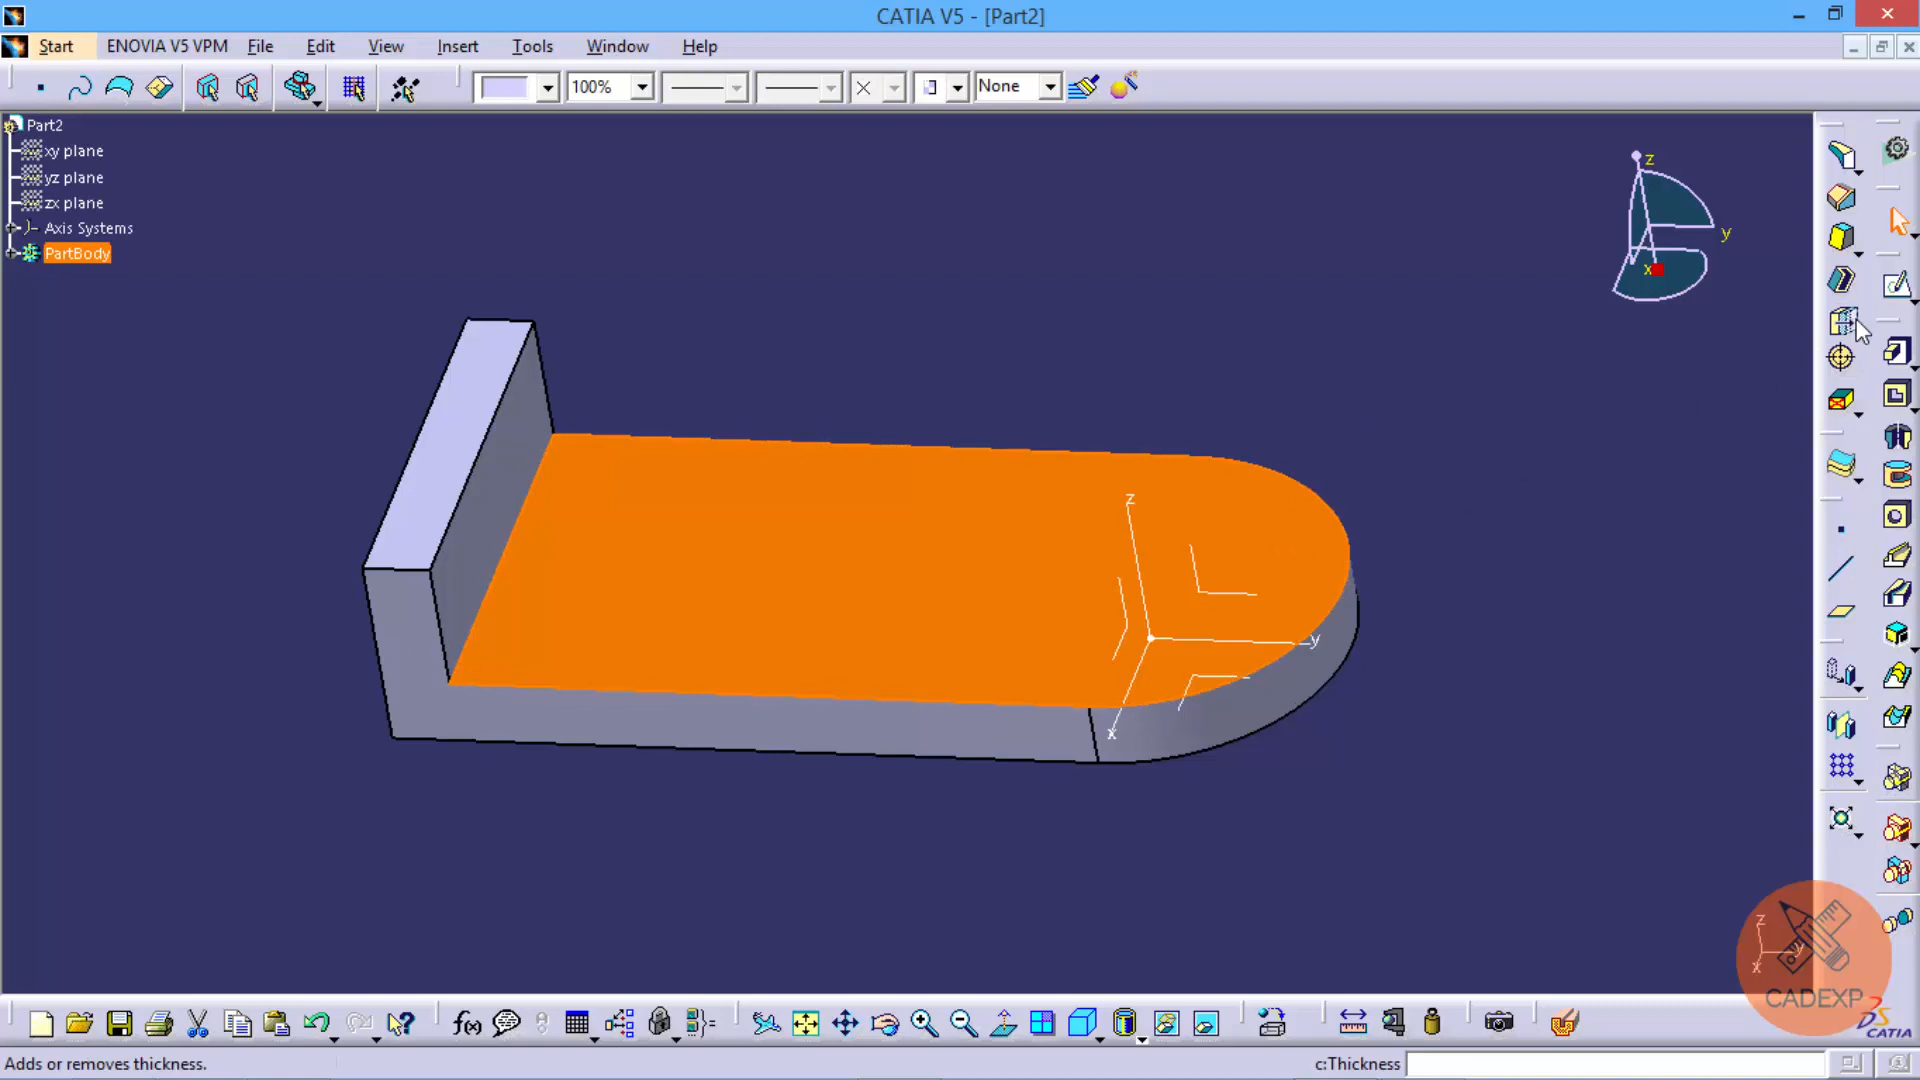 CATIA V5 - [Part2]
Start ENOVIA V5 VPM File Edit View Insert Tools Window Help
100% None
Part2
xy plane
yz plane
zx plane
Axis Systems
PartBody
z
y
x
z
y
x
z
y
x
CADEXP
CATIA
f(x)
Adds or removes thickness.
c:Thickness